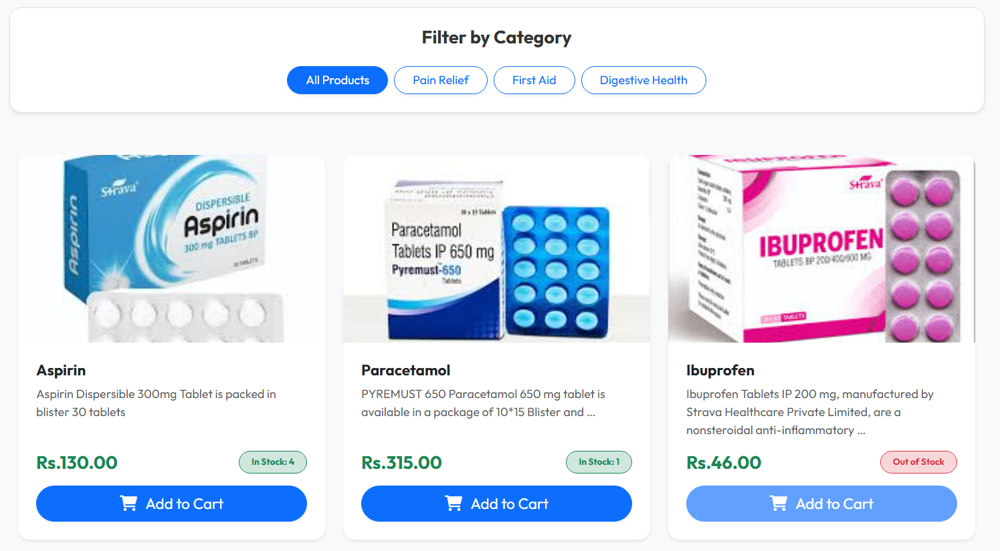 Filter by Category
All Products
Pain Relief
First Aid
Digestive Health
Strava
DISPERSIBLE
Aspirin
300 mg TABLETS BP
Aspirin
10 x 15 Tablets
Paracetamol
Tablets IP 650 mg
Pyremust-650
Tablets
Strava
IBUPROFEN
TABLETS BP 200/400/600 MG
TABLETS
Aspirin
Aspirin Dispersible 300mg Tablet is packed in
blister 30 tablets
Rs.130.00
In Stock: 4
Add to Cart
Paracetamol
PYREMUST 650 Paracetamol 650 mg tablet is
available in a package of 10*15 Blister and ...
Rs.315.00
In Stock: 1
Add to Cart
Ibuprofen
Ibuprofen Tablets IP 200 mg, manufactured by
Strava Healthcare Private Limited, are a
nonsteroidal anti-inflammatory ...
Rs.46.00
Out of Stock
Add to Cart